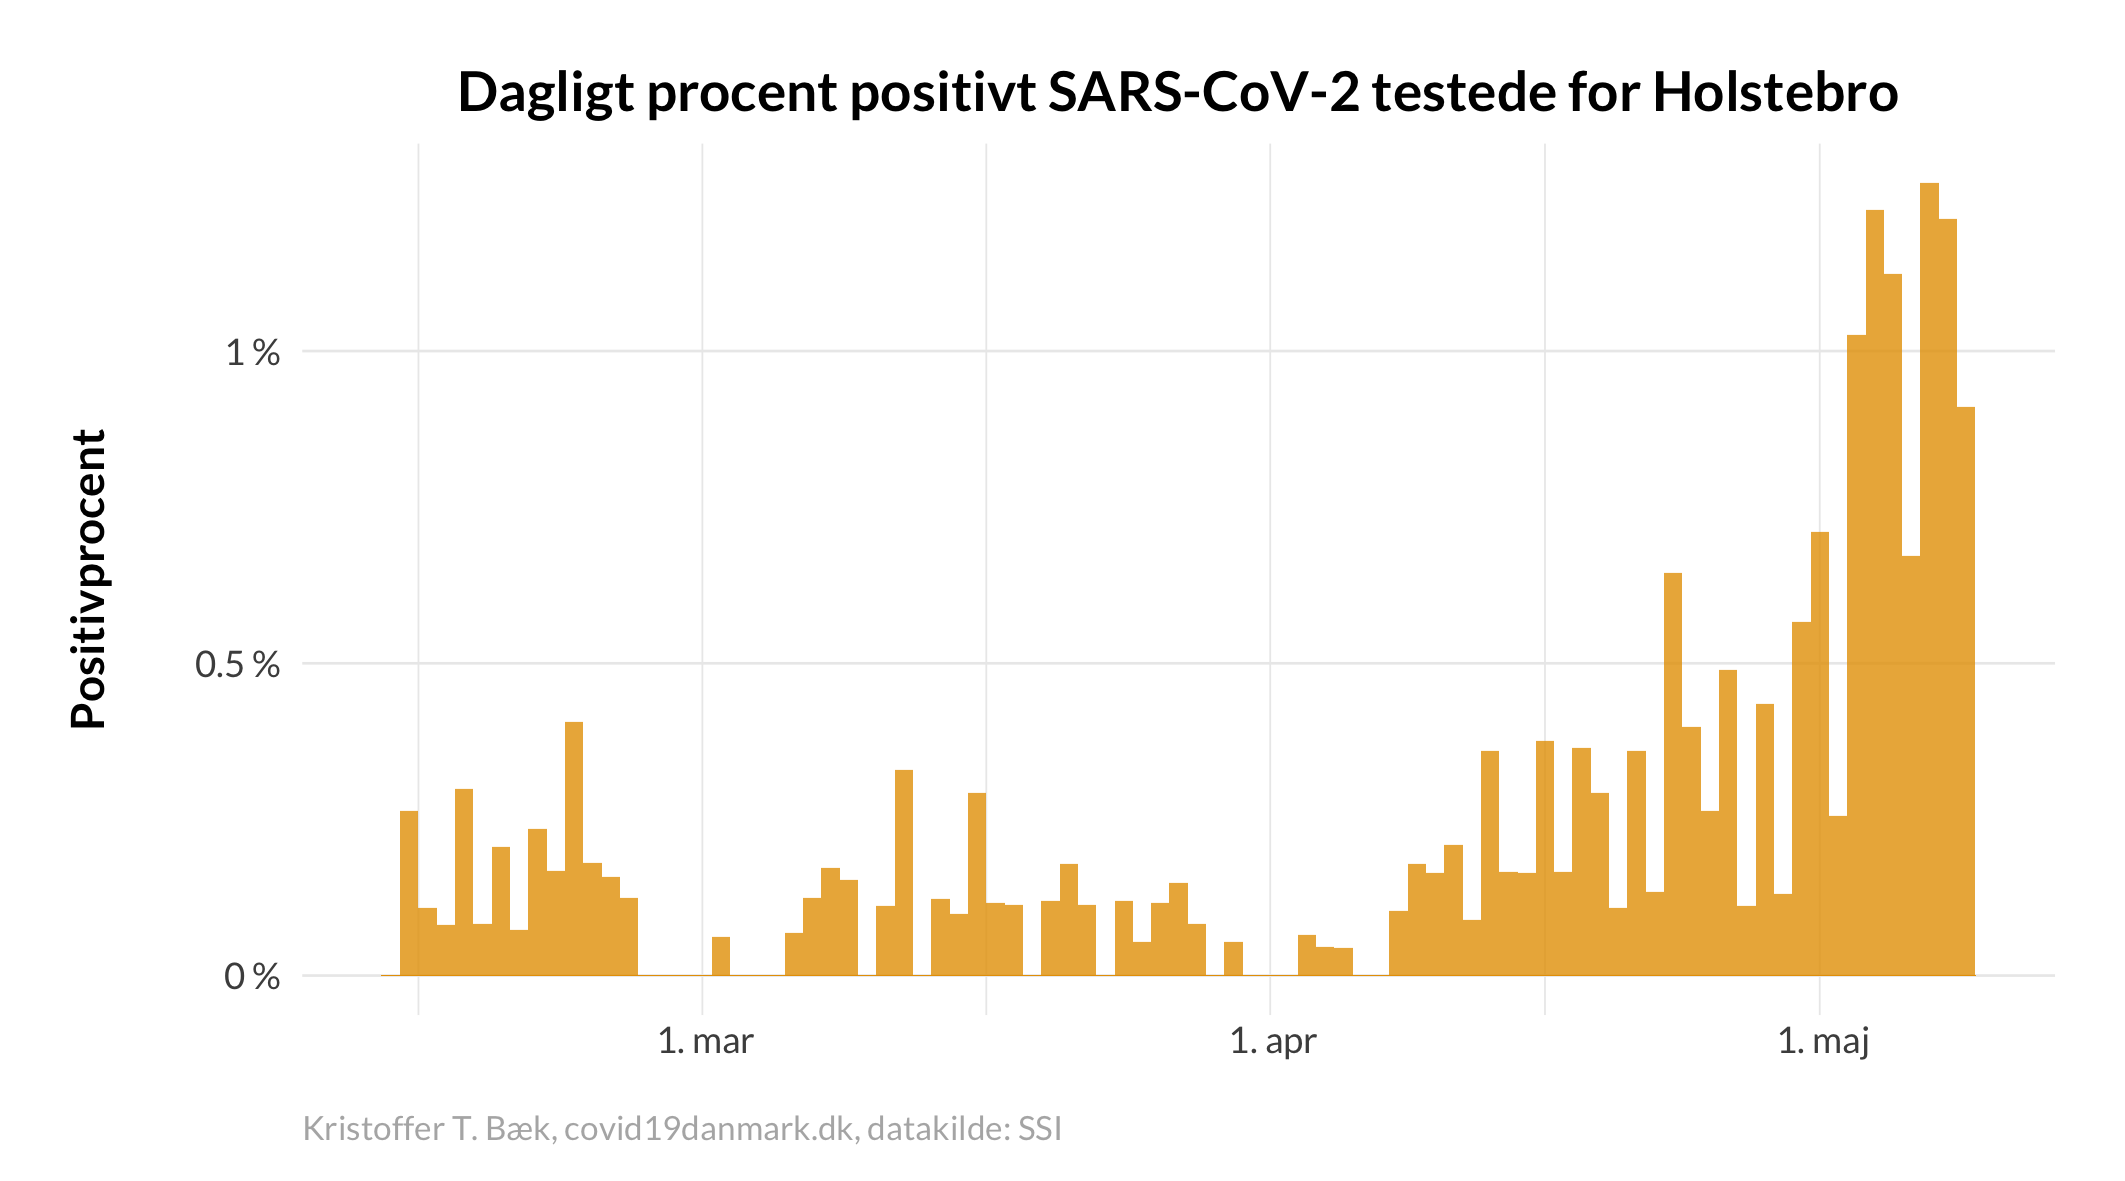 Dagligt procent positivt SARS-CoV-2 testede for Holstebro
Positivprocent
1 %
0.5 %
0 %
1. mar
1. apr
1. maj
Kristoffer T. Bæk, covid19danmark.dk, datakilde: SSI